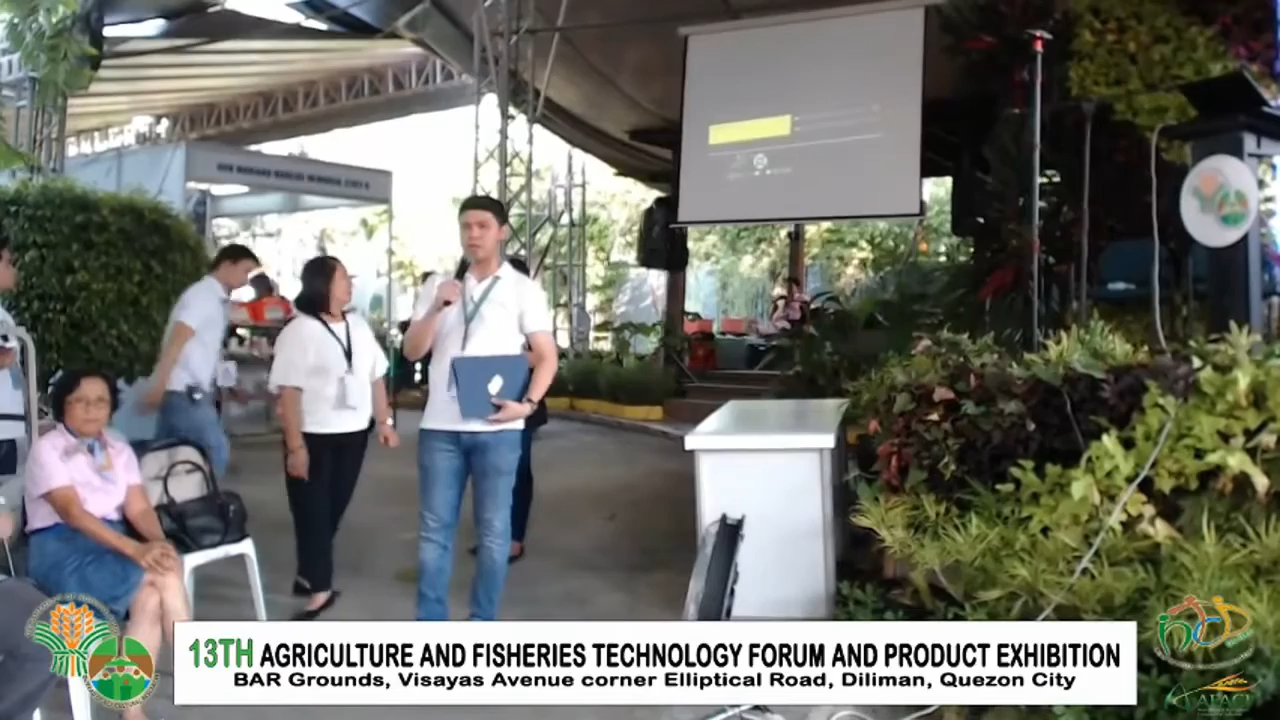 13TH AGRICULTURE AND FISHERIES TECHNOLOGY FORUM AND PRODUCT EXHIBITION
BAR Grounds, Visayas Avenue corner Elliptical Road, Diliman, Quezon City
AFACI